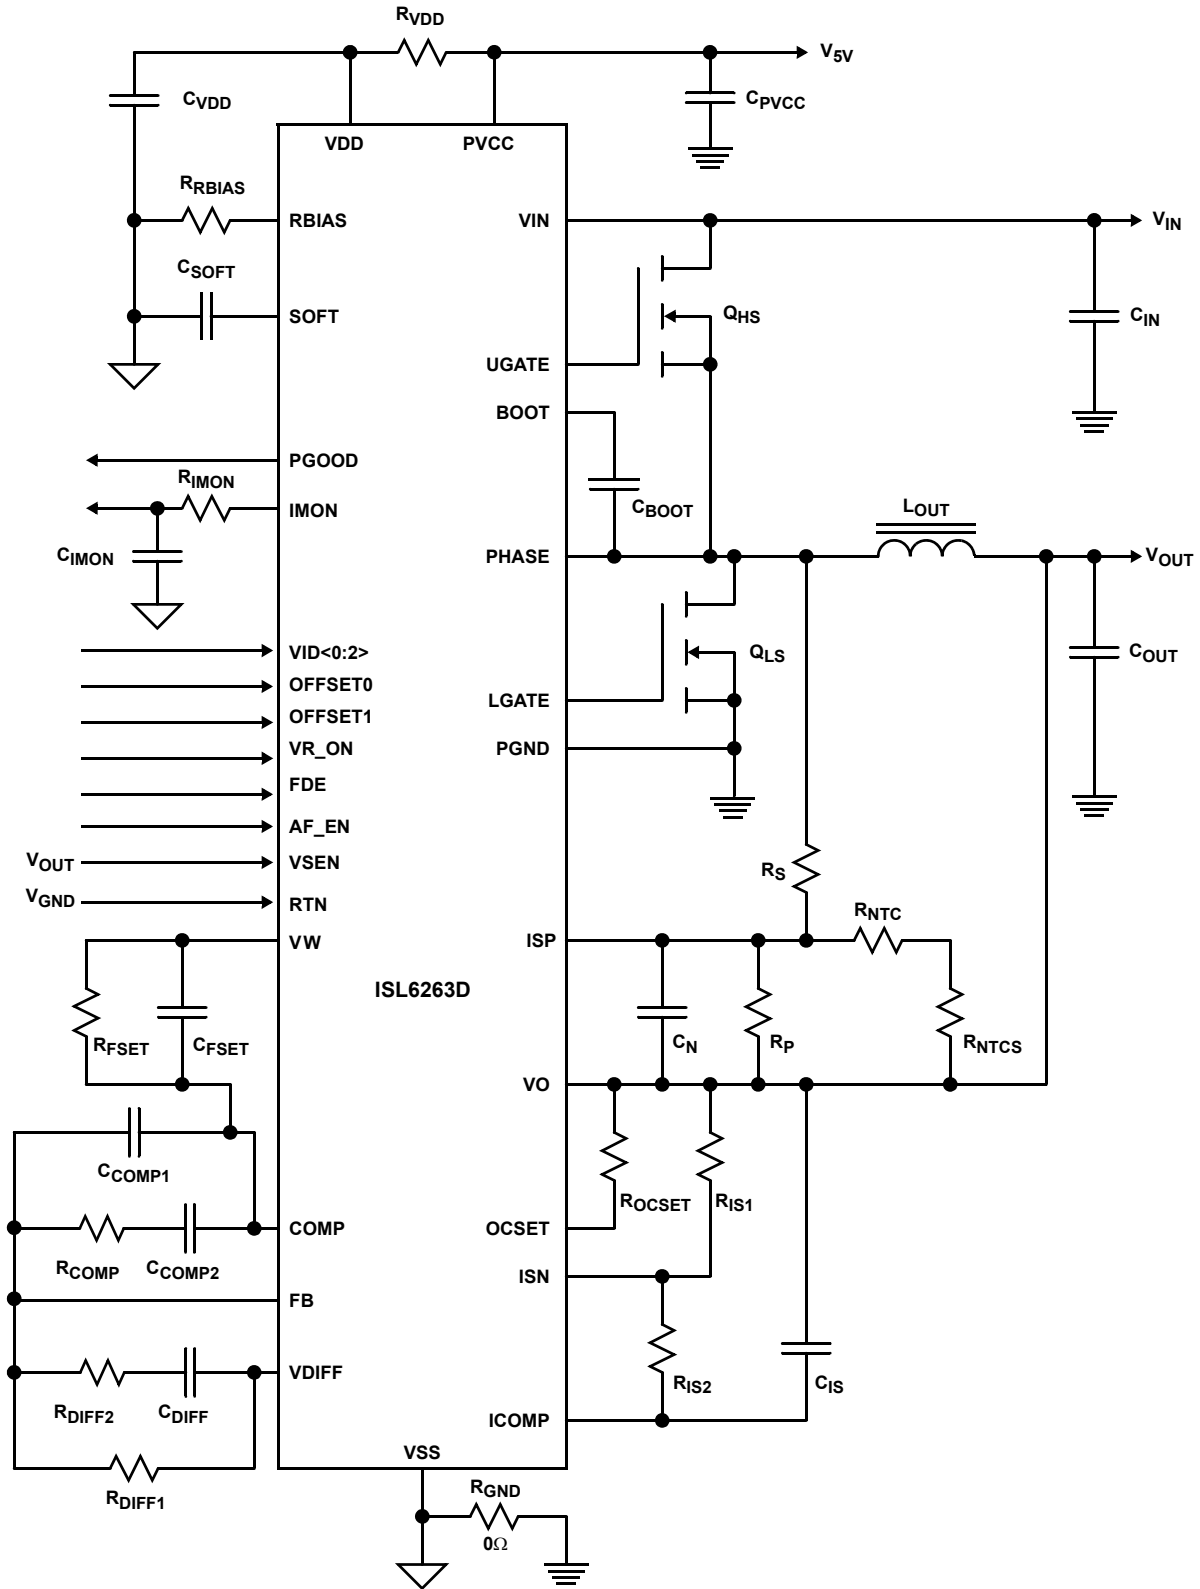 RVDD
V5V
CVDD
CPVCC
VDD
PVCC
RRBIAS
RBIAS
VIN
VIN
CSOFT
SOFT
QHS
CIN
UGATE
BOOT
PGOOD
RIMON
IMON
CBOOT
LOUT
CIMON
PHASE
VOUT
VID<0:2>
QLS
COUT
OFFSET0
LGATE
OFFSET1
VR_ON
PGND
FDE
AF_EN
VOUT
VSEN
RS
VGND
RTN
RNTC
VW
ISP
ISL6263D
RFSET
CFSET
CN
RP
RNTCS
VO
CCOMP1
ROCSET
RIS1
COMP
OCSET
RCOMP
CCOMP2
ISN
FB
VDIFF
RIS2
CIS
RDIFF2
CDIFF
ICOMP
VSS
RDIFF1
RGND
0Ω